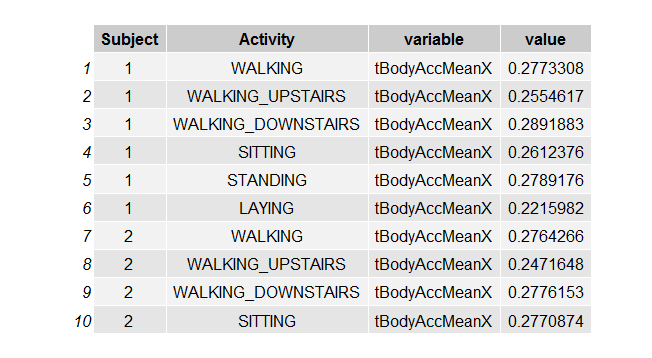 Subject Activity variable value
1 1 WALKING tBodyAccMeanX 0.2773308
2 1 WALKING_UPSTAIRS tBodyAccMeanX 0.2554617
3 1 WALKING_DOWNSTAIRS tBodyAccMeanX 0.2891883
4 1 SITTING tBodyAccMeanX 0.2612376
5 1 STANDING tBodyAccMeanX 0.2789176
6 1 LAYING tBodyAccMeanX 0.2215982
7 2 WALKING tBodyAccMeanX 0.2764266
8 2 WALKING_UPSTAIRS tBodyAccMeanX 0.2471648
9 2 WALKING_DOWNSTAIRS tBodyAccMeanX 0.2776153
10 2 SITTING tBodyAccMeanX 0.2770874